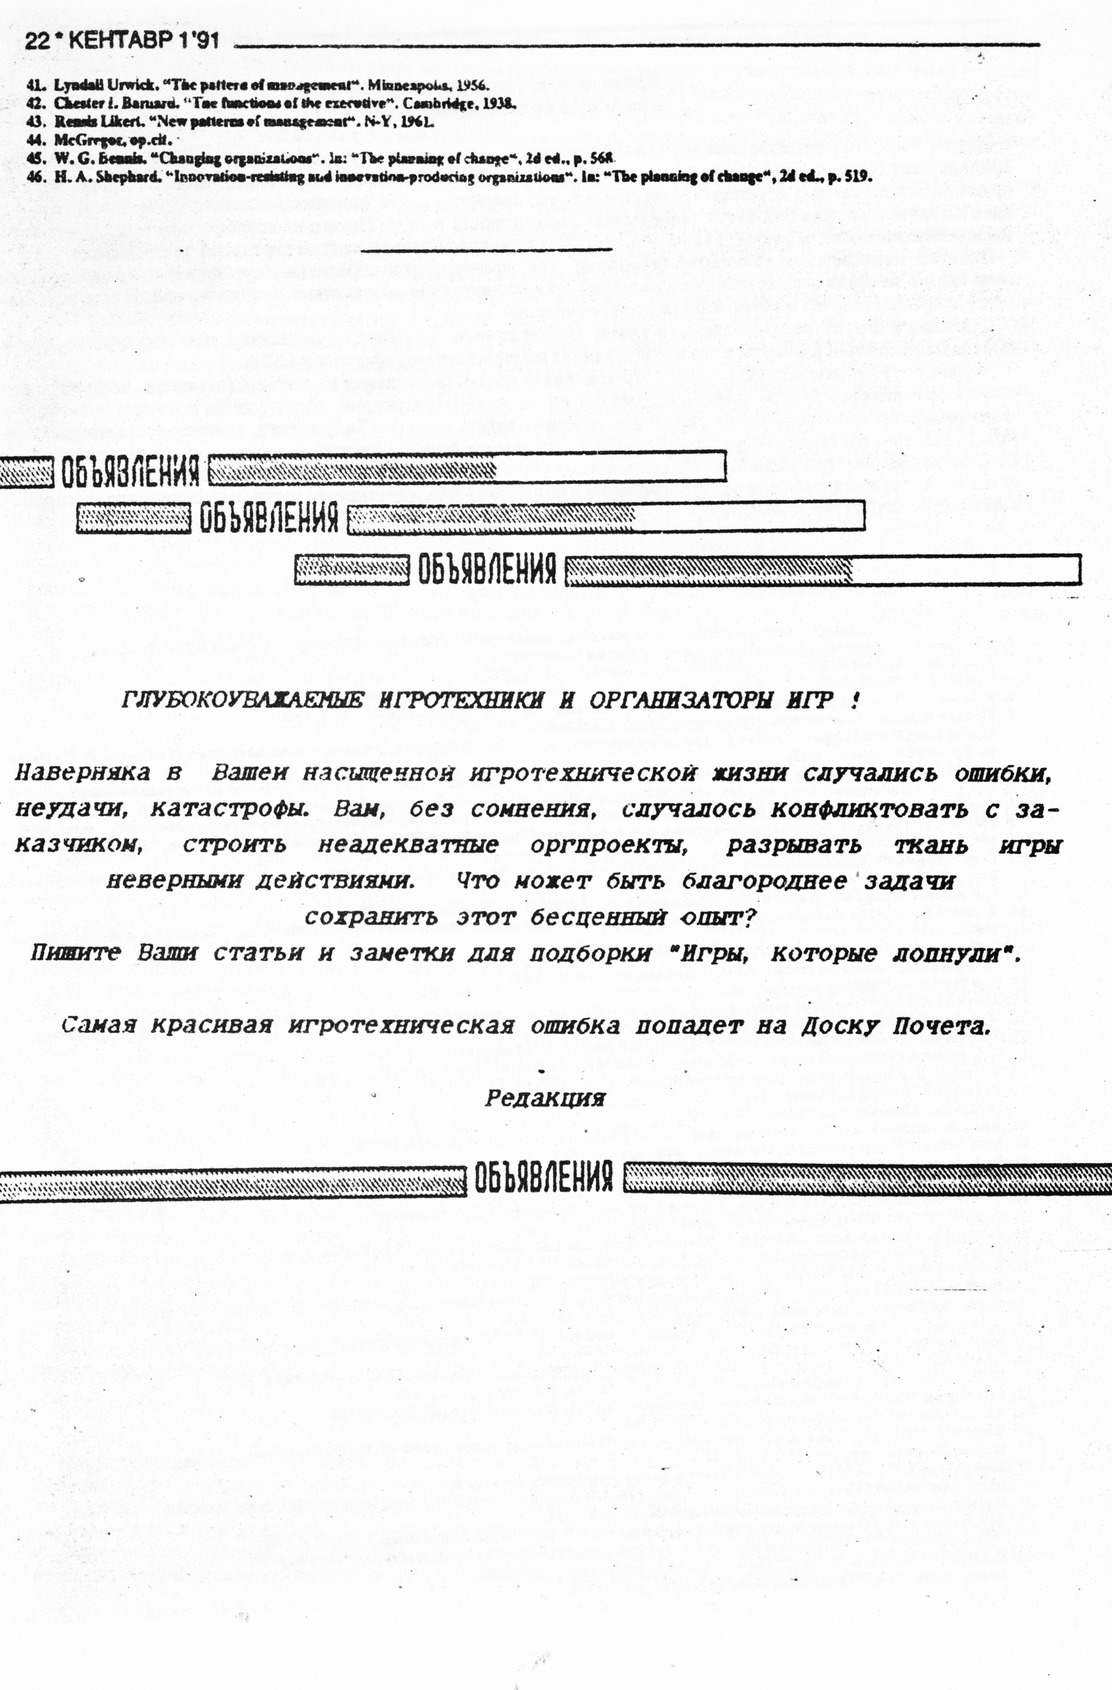 22 * КЕНТАВР 1'91
41. Lyndall Urwick. "The pattern of management". Minneapolis, 1956.
42. Chester I. Barnard. "The functions of the executive". Cambridge, 1938.
43. Rensis Likert. "New patterns of management". N-Y, 1961.
44. McGregor, op.cit.
45. W. G. Bennis. "Changing organizations". In: "The planning of change", 2d ed., p. 568
46. H. A. Shephard. "Innovation-resisting and innovation-producing organizations". In: "The planning of change", 2d ed., p. 519.
ОБЪЯВЛЕНИЯ
ОБЪЯВЛЕНИЯ
ОБЪЯВЛЕНИЯ
ГЛУБОКОУВАЖАЕМЫЕ ИГРОТЕХНИКИ И ОРГАНИЗАТОРЫ ИГР !
Наверняка в Вашей насыщенной игротехнической жизни случались ошибки,
неудачи, катастрофы. Вам, без сомнения, случалось конфликтовать с за-
казчиком, строить неадекватные оргпроекты, разрывать ткань игры
неверными действиями. Что может быть благороднее задачи
сохранить этот бесценный опыт?
Пишите Ваши статьи и заметки для подборки "Игры, которые лопнули".
Самая красивая игротехническая ошибка попадет на Доску Почета.
Редакция
ОБЪЯВЛЕНИЯ